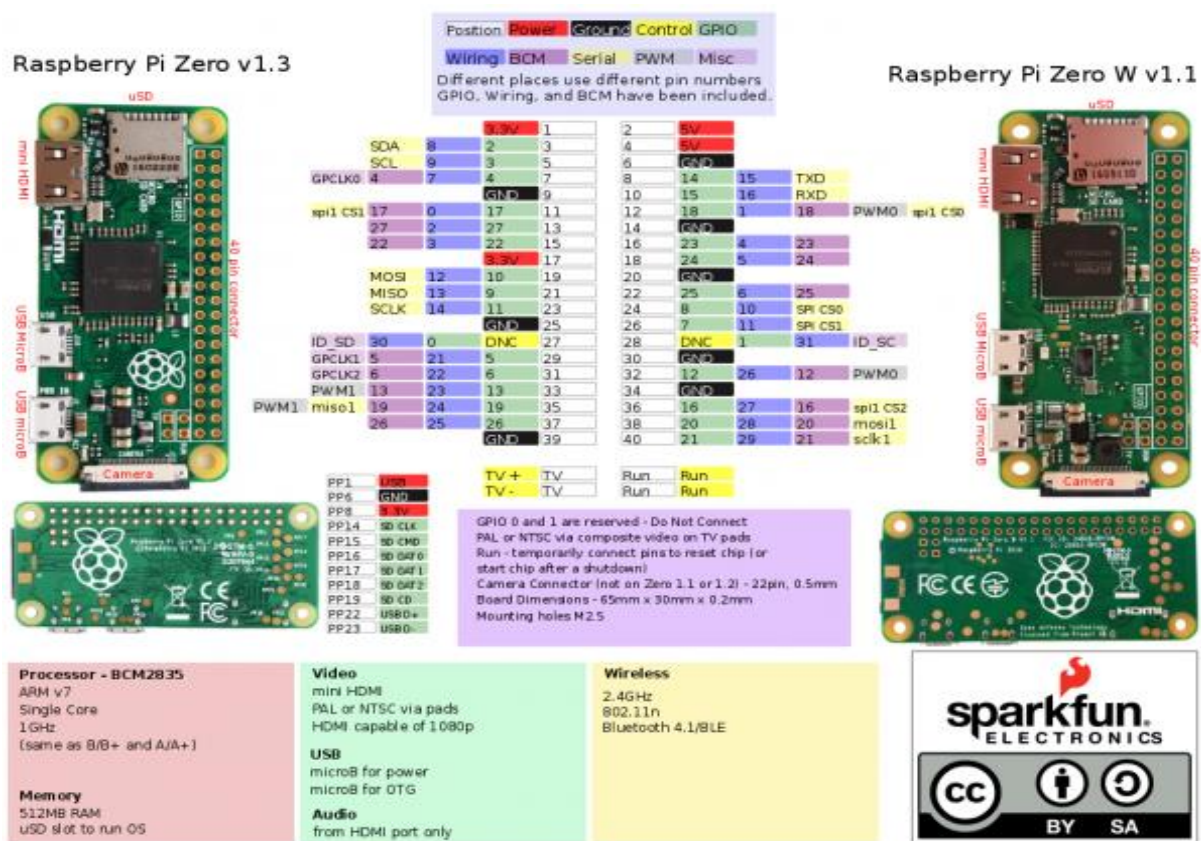 Position Power Ground Control GPIO
Wiring BCM Serial PWM Misc
Different places use different pin numbers
GPIO, Wiring, and BCM have been included.
Raspberry Pi Zero v1.3
Raspberry Pi Zero W v1.1
uSD
mini HDMI
40 pin connector
USB MicroB
USB microB
Camera
uSD
mini HDMI
40 pin connector
USB MicroB
USB microB
Camera
3.3V 1 2 5V
SDA 8 2 3 4 5V
SCL 9 3 5 6 GND
GPCLK0 4 7 4 7 8 14 15 TXD
GND 9 10 15 16 RXD
spi1 CS1 17 0 17 11 12 18 1 18 PWM0 spi1 CS0
27 2 27 13 14 GND
22 3 22 15 16 23 4 23
3.3V 17 18 24 5 24
MOSI 12 10 19 20 GND
MISO 13 9 21 22 25 6 25
SCLK 14 11 23 24 8 10 SPI CS0
GND 25 26 7 11 SPI CS1
ID_SD 30 0 DNC 27 28 DNC 1 31 ID_SC
GPCLK1 5 21 5 29 30 GND
GPCLK2 6 22 6 31 32 12 26 12 PWM0
PWM1 13 23 13 33 34 GND
PWM1 miso1 19 24 19 35 36 16 27 16 spi1 CS2
26 25 26 37 38 20 28 20 mosi1
GND 39 40 21 29 21 sclk1
TV + TV Run Run
TV - TV Run Run
PP1 USB
PP6 GND
PP8 3.3V
PP14 SD CLK
PP15 SD CMD
PP16 SD DAT0
PP17 SD DAT1
PP18 SD DAT2
PP19 SD CD
PP22 USBD+
PP23 USBD-
GPIO 0 and 1 are reserved - Do Not Connect
PAL or NTSC via composite video on TV pads
Run - temporarily connect pins to reset chip (or
start chip after a shutdown)
Camera Connector (not on Zero 1.1 or 1.2) - 22pin, 0.5mm
Board Dimensions - 65mm x 30mm x 0.2mm
Mounting holes M2.5
Processor - BCM2835
ARM v7
Single Core
1GHz
(same as B/B+ and A/A+)
Memory
512MB RAM
uSD slot to run OS
Video
mini HDMI
PAL or NTSC via pads
HDMI capable of 1080p
USB
microB for power
microB for OTG
Audio
from HDMI port only
Wireless
2.4GHz
802.11n
Bluetooth 4.1/BLE
sparkfun.
ELECTRONICS
cc
BY SA